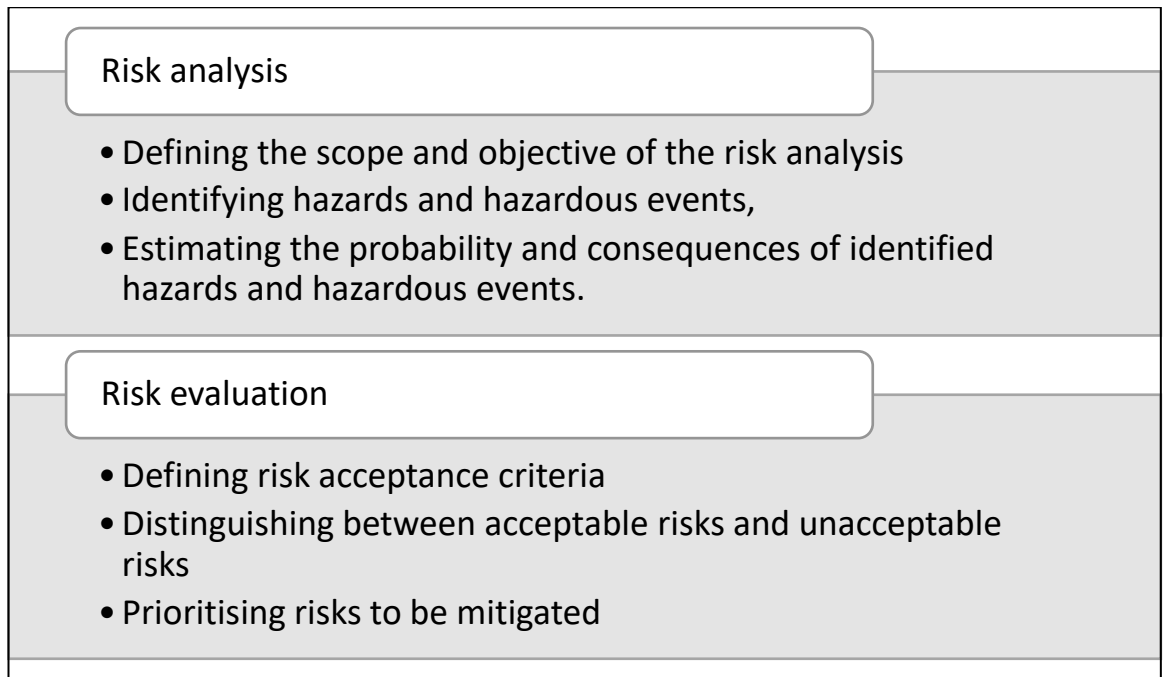 Risk analysis
• Defining the scope and objective of the risk analysis
• Identifying hazards and hazardous events,
• Estimating the probability and consequences of identified
hazards and hazardous events.
Risk evaluation
• Defining risk acceptance criteria
• Distinguishing between acceptable risks and unacceptable
risks
• Prioritising risks to be mitigated